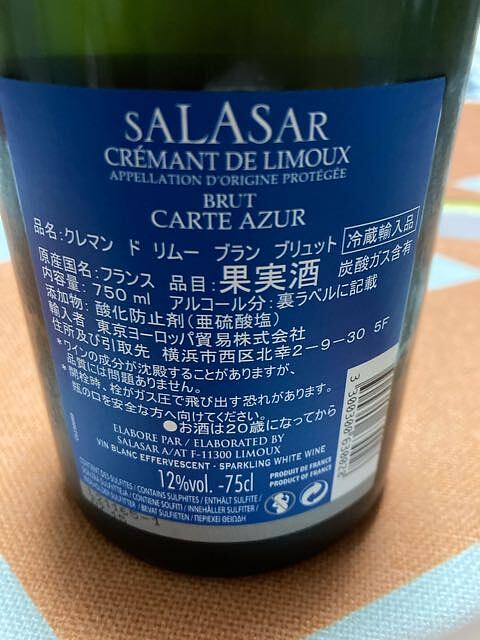 SALASAR
CRÉMANT DE LIMOUX
APPELLATION D'ORIGINE PROTÉGÉE
BRUT
CARTE AZUR
品名:クレマン ド リムー ブラン ブリュット 冷蔵輸入品
原産国名:フランス 品目:果実酒 炭酸ガス含有
内容量:750ml アルコール分:裏ラベルに記載
添加物:酸化防止剤(亜硫酸塩)
輸入者 東京ヨーロッパ貿易株式会社
住所及び引取先 横浜市西区北幸2-9-30 5F
*ワインの成分が沈殿することがありますが、
品質には問題ありません。
*開栓時、栓がガス圧で飛び出す恐れがあります。
瓶の口を安全な方へ向けてください。
●お酒は20歳になってから
ELABORE PAR / ELABORATED BY
SALASAR A/AT F-11300 LIMOUX
VIN BLANC EFFERVESCENT - SPARKLING WHITE WINE
12%vol. -75cl
PRODUIT DE FRANCE
PRODUCT OF FRANCE
CONTIENT DES SULFITES / CONTAINS SULPHITES / ENTHÄLT SULFITE /
/ CONTIENE SOLFITI / INNEHÅLLER SULFITER /
/ BEVAT SULFIETEN / ΠΕΡΙΕΧΕΙ ΘΕΙΩΔΗ